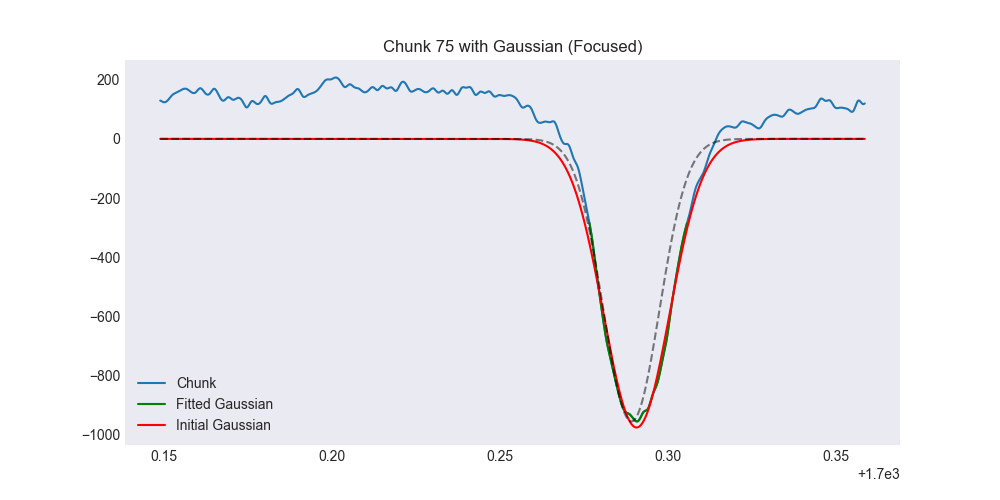 Chunk 75 with Gaussian (Focused)
200
0
−200
−400
−600
−800
−1000
Chunk
Fitted Gaussian
Initial Gaussian
0.15 0.20 0.25 0.30 0.35
+1.7e3